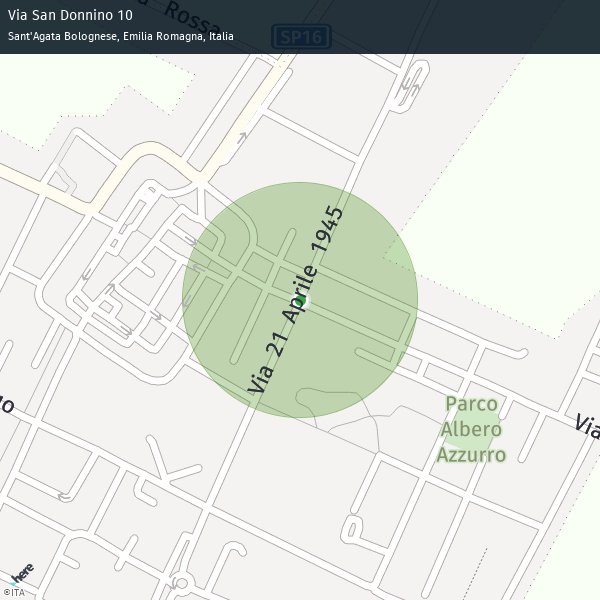 Via San Donnino 10
Sant'Agata Bolognese, Emilia Romagna, Italia
Rossa
SP16
Via 21 Aprile 1945
Parco
Albero
Azzurro
Via
here
©ITA